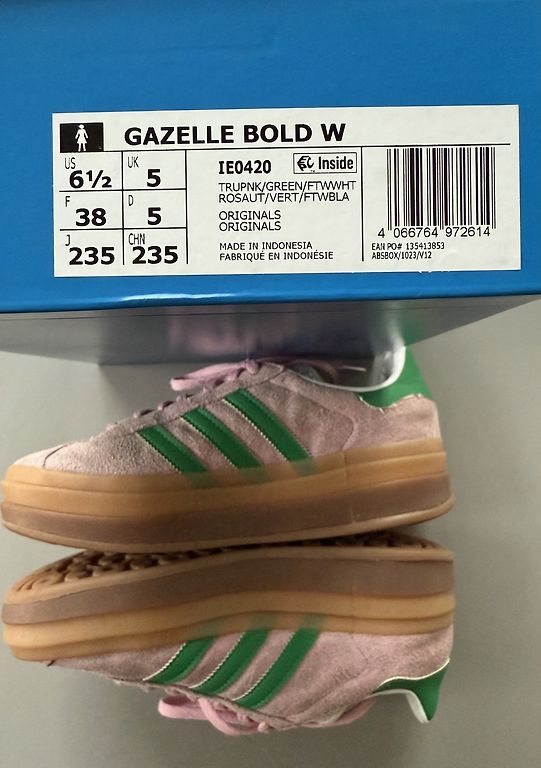 GAZELLE BOLD W
US 6½ UK 5
F 38 D 5
J 235 CHN 235
IE0420 Inside
TRUPNK/GREEN/FTWWHT
ROSAUT/VERT/FTWBLA
ORIGINALS
ORIGINALS
MADE IN INDONESIA
FABRIQUÉ EN INDONÉSIE
4 066764 972614
EAN PO# 135413853
ABSBOX/1023/V12